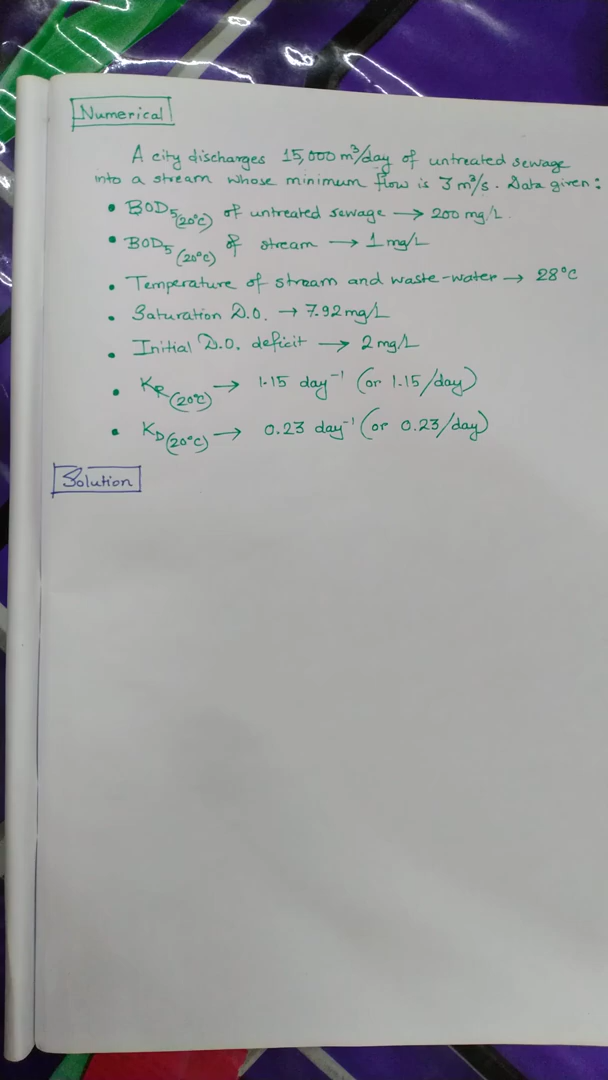 Numerical
A city discharges 15,000 m³/day of untreated sewage
into a stream whose minimum flow is 3 m³/s. Data given:
• BOD₅(20°C) of untreated sewage → 200 mg/L.
• BOD₅(20°C) of stream → 1 mg/L
• Temperature of stream and waste-water → 28°C
• Saturation D.O. → 7.92 mg/L
• Initial D.O. deficit → 2 mg/L
• K_R(20°C) → 1.15 day⁻¹ (or 1.15/day)
• K_D(20°C) → 0.23 day⁻¹ (or 0.23/day)
Solution